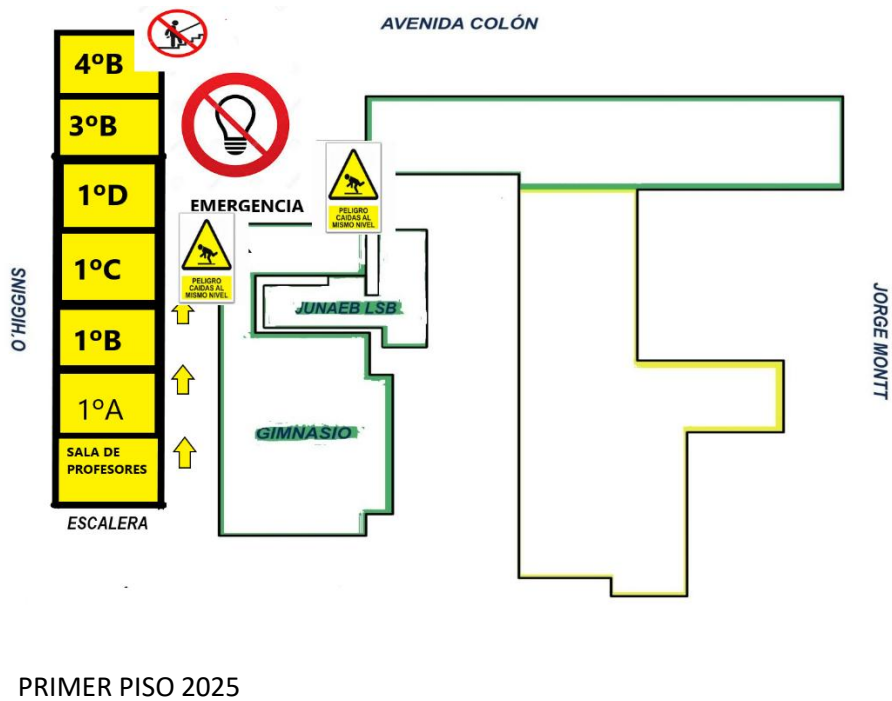 AVENIDA COLÓN
4ºB
3ºB
1ºD
EMERGENCIA
PELIGRO
CAIDAS AL
MISMO NIVEL
1ºC
PELIGRO
CAIDAS AL
MISMO NIVEL
O'HIGGINS
JUNAEB LSB
JORGE MONTT
1ºB
1ºA
GIMNASIO
SALA DE
PROFESORES
ESCALERA
PRIMER PISO 2025